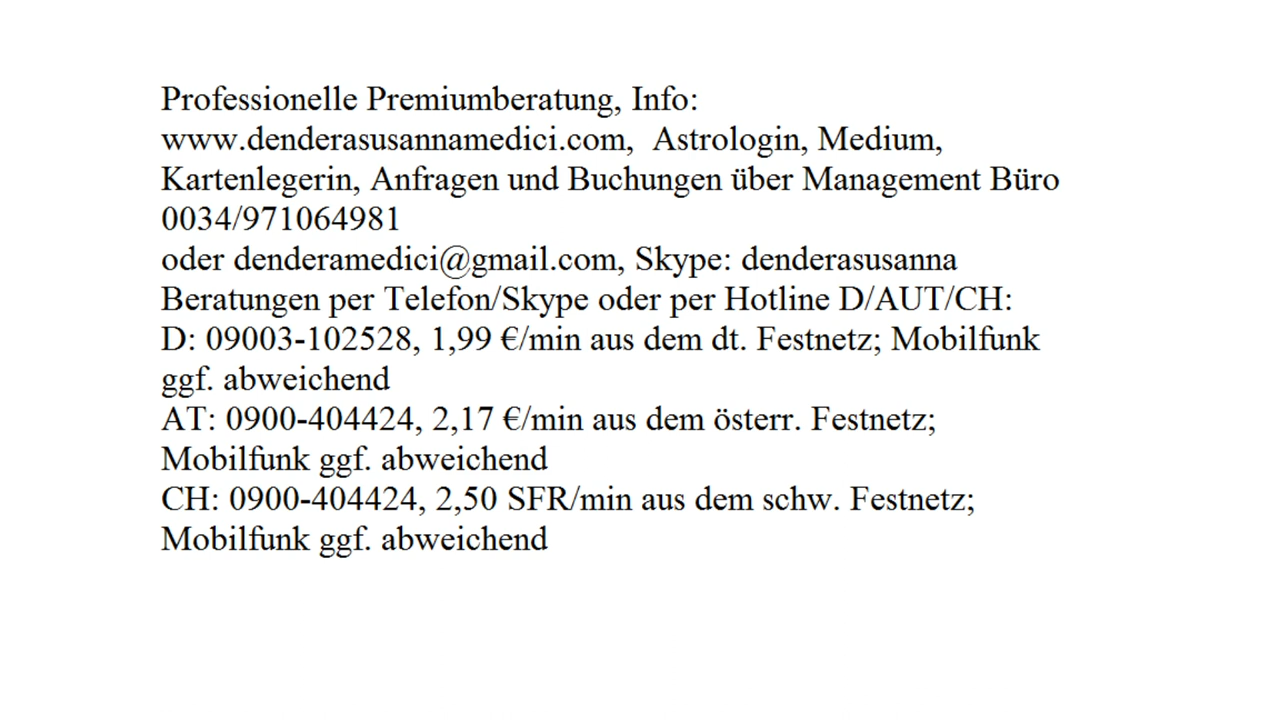 Professionelle Premiumberatung, Info:
www.denderasusannamedici.com,  Astrologin, Medium,
Kartenlegerin, Anfragen und Buchungen über Management Büro
0034/971064981
oder denderamedici@gmail.com, Skype: denderasusanna
Beratungen per Telefon/Skype oder per Hotline D/AUT/CH:
D: 09003-102528, 1,99 €/min aus dem dt. Festnetz; Mobilfunk
ggf. abweichend
AT: 0900-404424, 2,17 €/min aus dem österr. Festnetz;
Mobilfunk ggf. abweichend
CH: 0900-404424, 2,50 SFR/min aus dem schw. Festnetz;
Mobilfunk ggf. abweichend